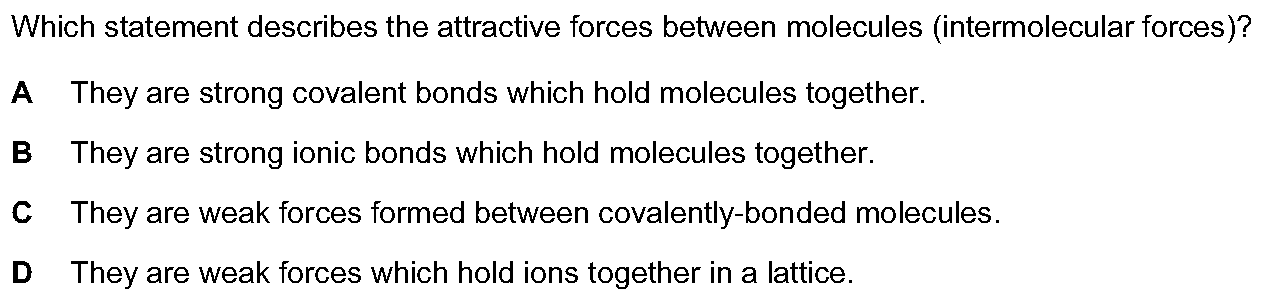 Which statement describes the attractive forces between molecules (intermolecular forces)?
A They are strong covalent bonds which hold molecules together.
B They are strong ionic bonds which hold molecules together.
C They are weak forces formed between covalently-bonded molecules.
D They are weak forces which hold ions together in a lattice.